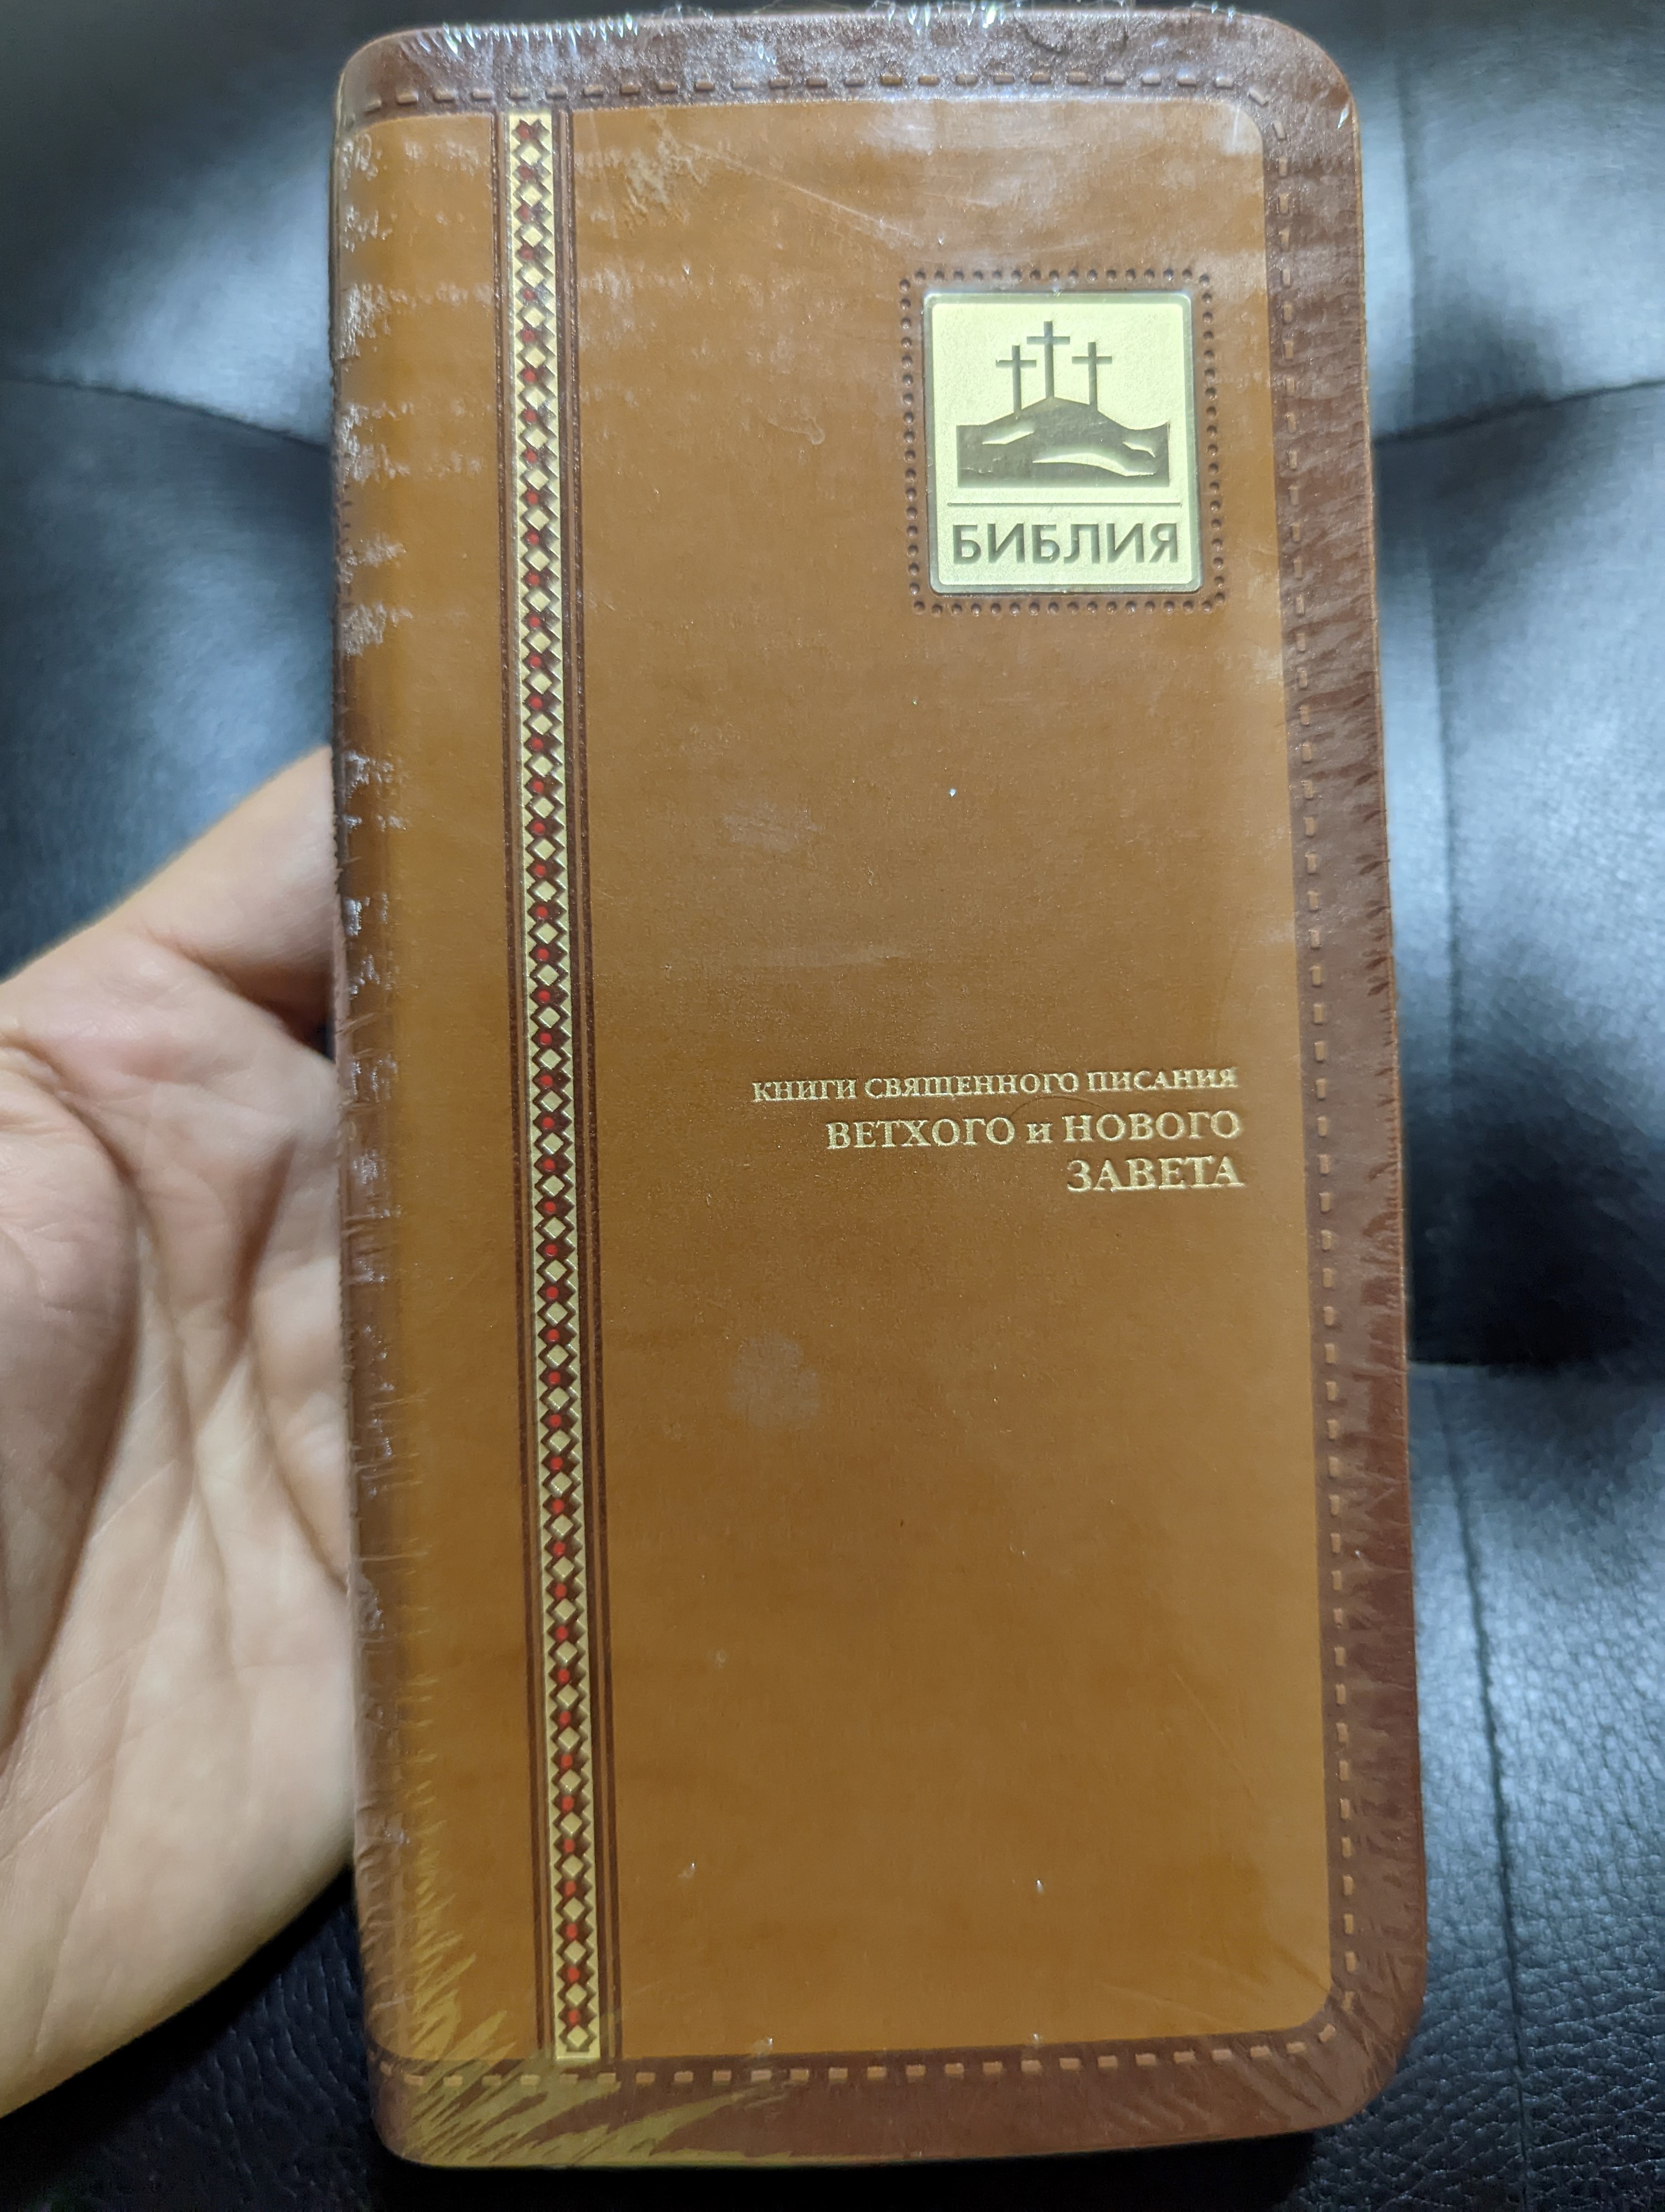 БИБЛИЯ
КНИГИ СВЯЩЕННОГО ПИСАНИЯ
ВЕТХОГО и НОВОГО
ЗАВЕТА